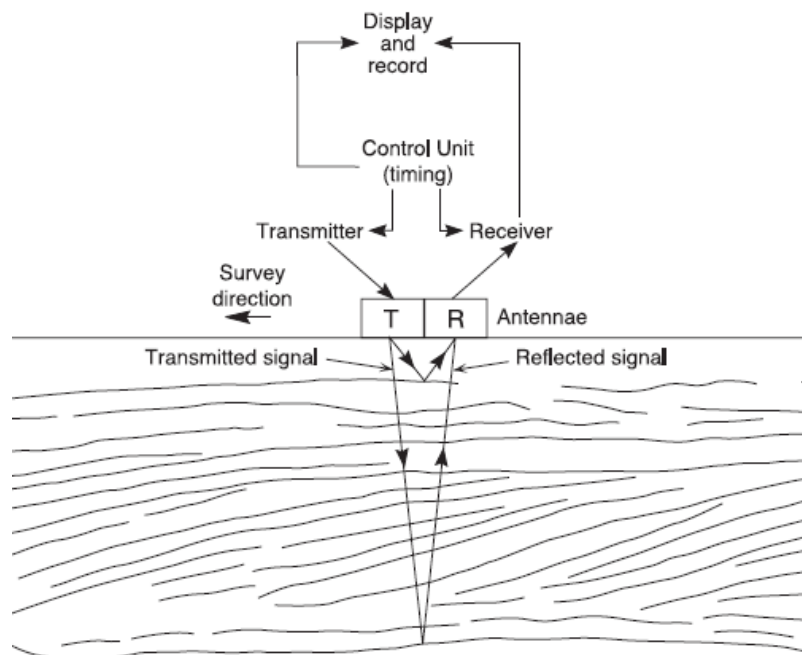 Display
and
record
Control Unit
(timing)
Transmitter
Receiver
Survey
direction
T
R
Antennae
Transmitted signal
Reflected signal